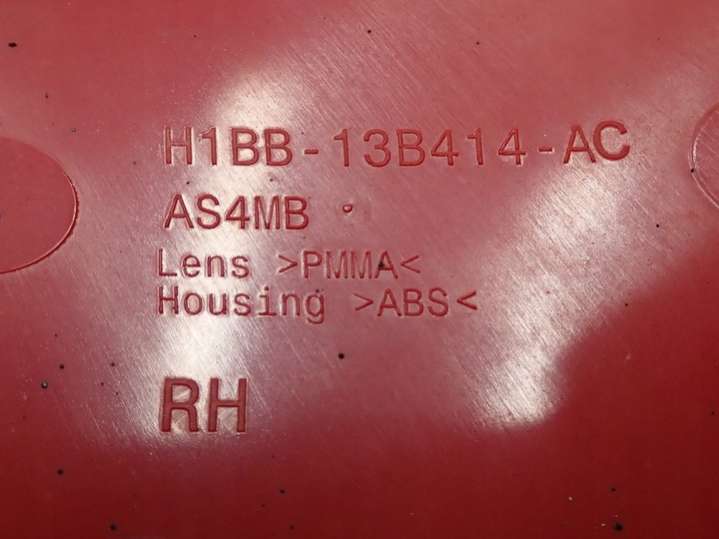 H1BB-13B414-AC
AS4MB
Lens >PMMA<
Housing >ABS<
RH